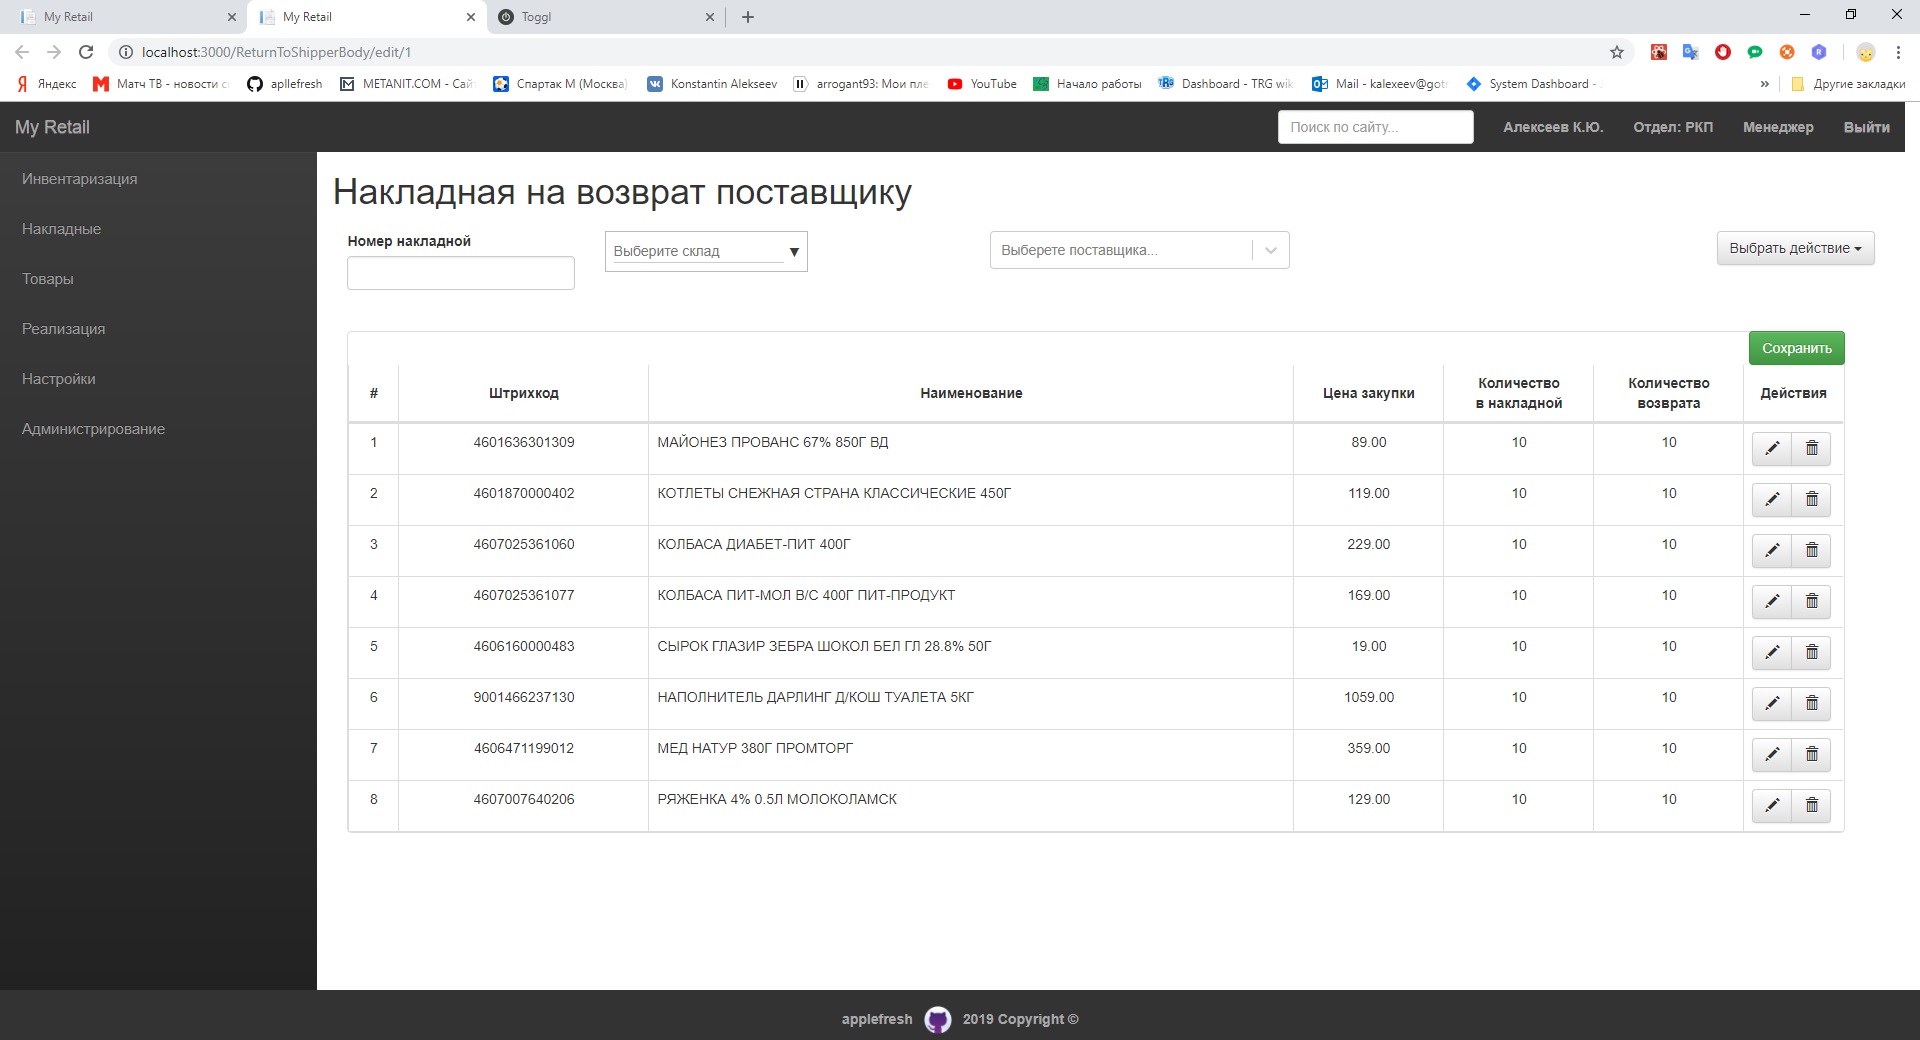 My Retail
My Retail
Toggl
localhost:3000/ReturnToShipperBody/edit/1
Яндекс
Матч ТВ - новости
apllefresh
METANIT.COM - Сай
Спартак М (Москва)
Konstantin Alekseev
arrogant93: Мои пле
YouTube
Начало работы
Dashboard - TRG wik
Mail - kalexeev@got
System Dashboard -
»
Другие закладки
My Retail
Поиск по сайту...
Алексеев К.Ю.
Отдел: РКП
Менеджер
Выйти
Инвентаризация
Накладные
Товары
Реализация
Настройки
Администрирование
Накладная на возврат поставщику
Номер накладной
Выберите склад
Выберете поставщика...
Выбрать действие
Сохранить
# Штрихкод Наименование Цена закупки Количество в накладной Количество возврата Действия
1 4601636301309 МАЙОНЕЗ ПРОВАНС 67% 850Г ВД 89.00 10 10
2 4601870000402 КОТЛЕТЫ СНЕЖНАЯ СТРАНА КЛАССИЧЕСКИЕ 450Г 119.00 10 10
3 4607025361060 КОЛБАСА ДИАБЕТ-ПИТ 400Г 229.00 10 10
4 4607025361077 КОЛБАСА ПИТ-МОЛ В/С 400Г ПИТ-ПРОДУКТ 169.00 10 10
5 4606160000483 СЫРОК ГЛАЗИР ЗЕБРА ШОКОЛ БЕЛ ГЛ 28.8% 50Г 19.00 10 10
6 9001466237130 НАПОЛНИТЕЛЬ ДАРЛИНГ Д/КОШ ТУАЛЕТА 5КГ 1059.00 10 10
7 4606471199012 МЕД НАТУР 380Г ПРОМТОРГ 359.00 10 10
8 4607007640206 РЯЖЕНКА 4% 0.5Л МОЛОКОЛАМСК 129.00 10 10
applefresh 2019 Copyright ©